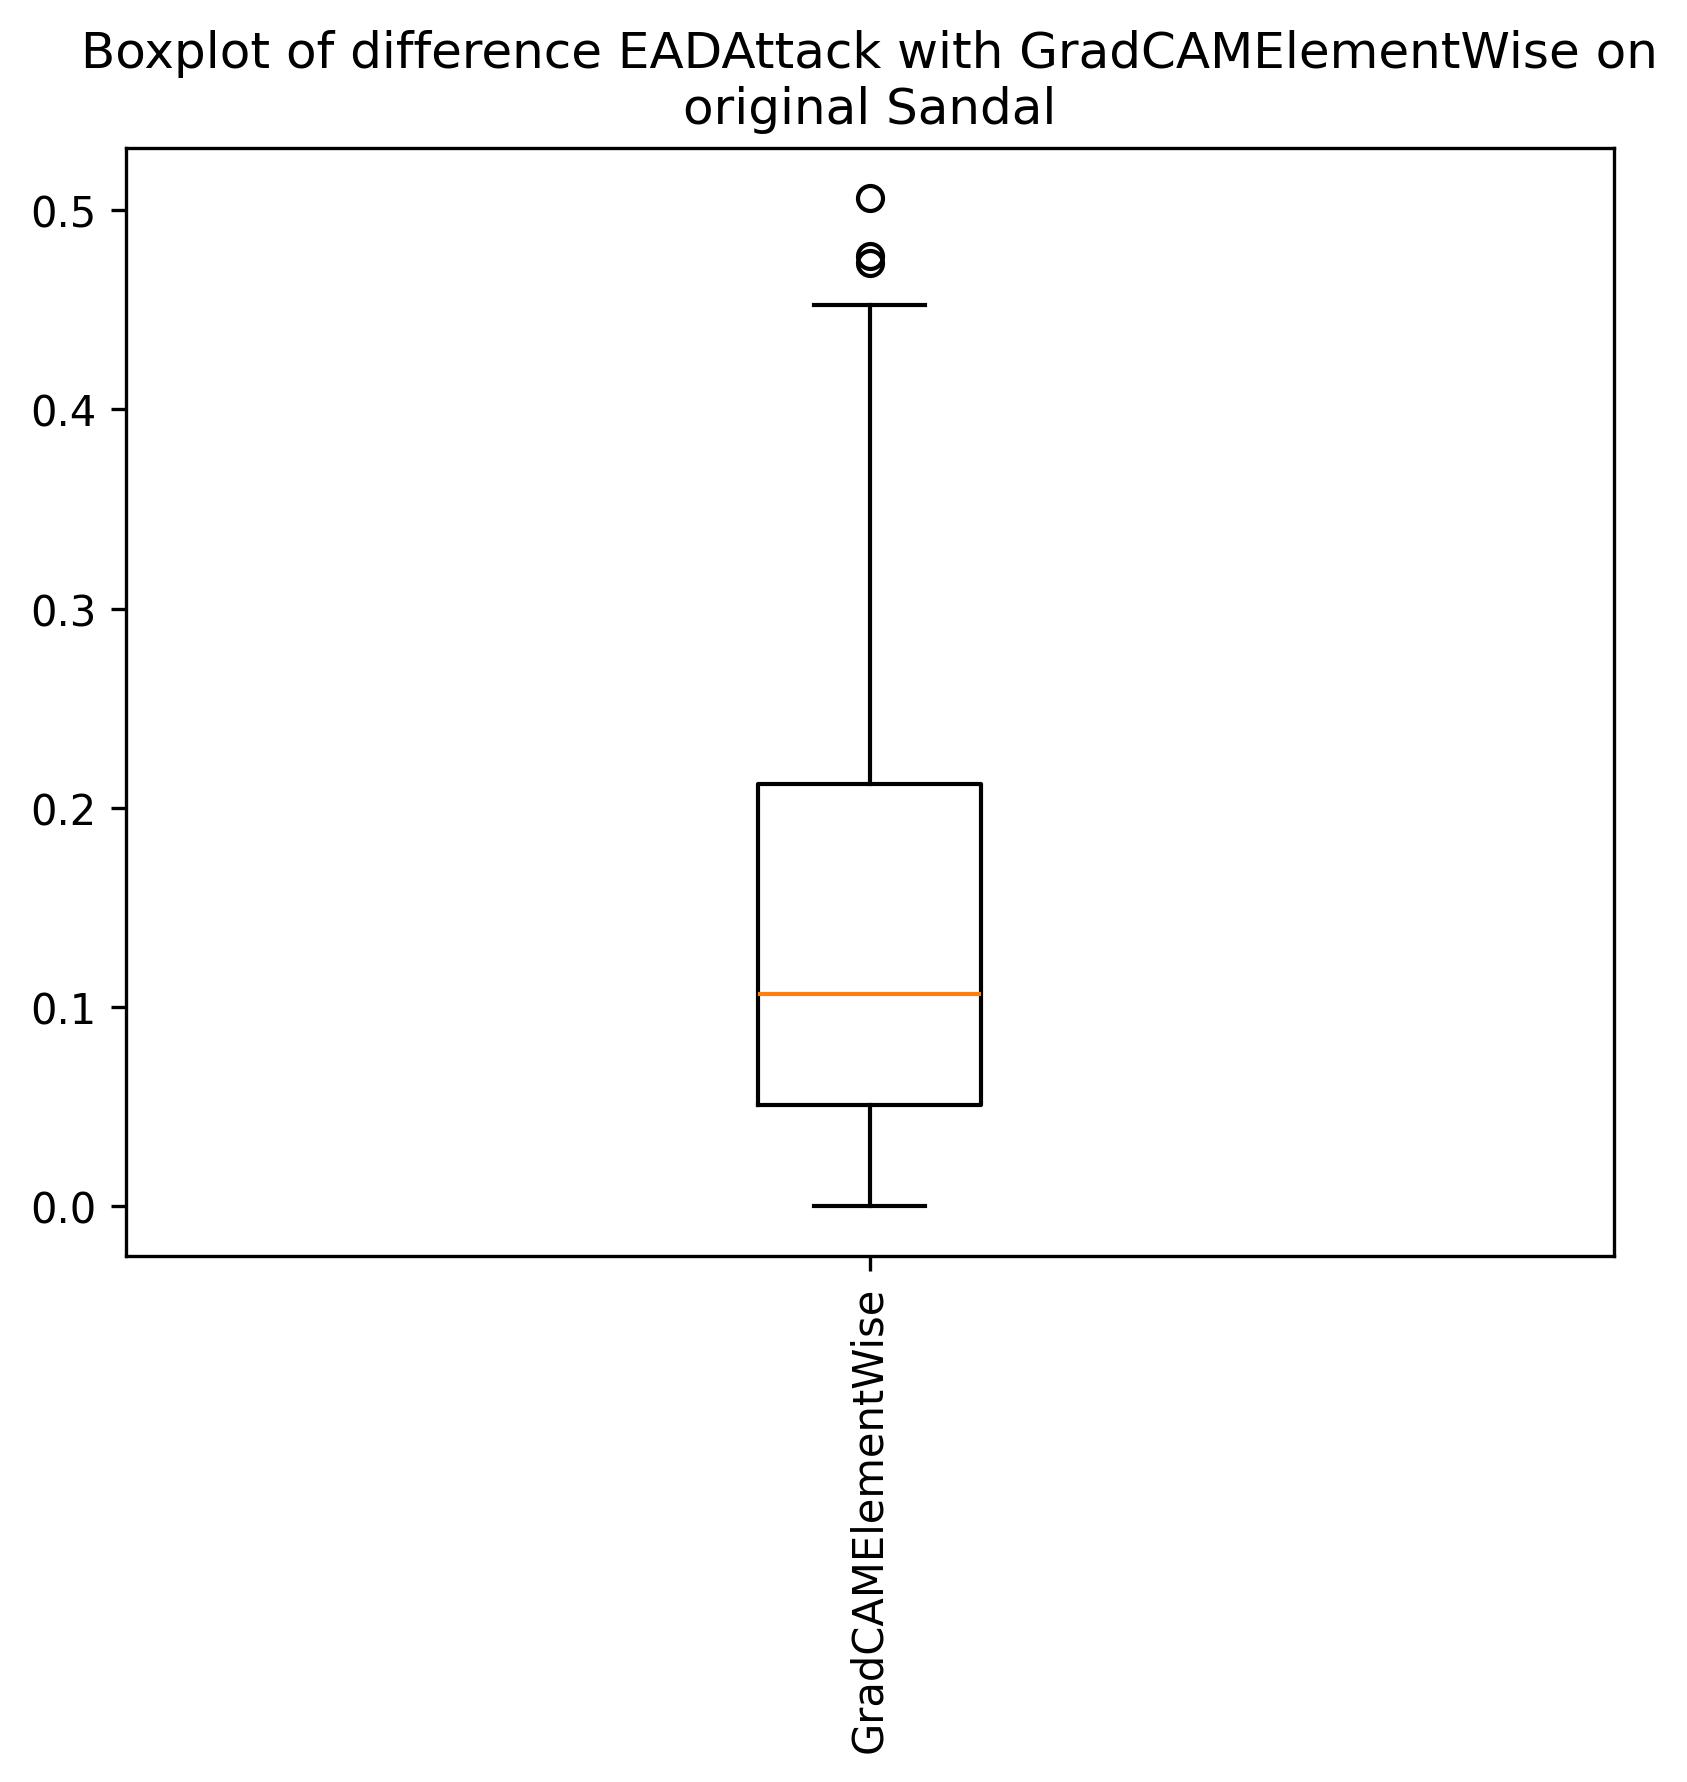 Boxplot of difference EADAttack with GradCAMElementWise on
original Sandal
0.5
0.4
0.3
0.2
0.1
0.0
GradCAMElementWise